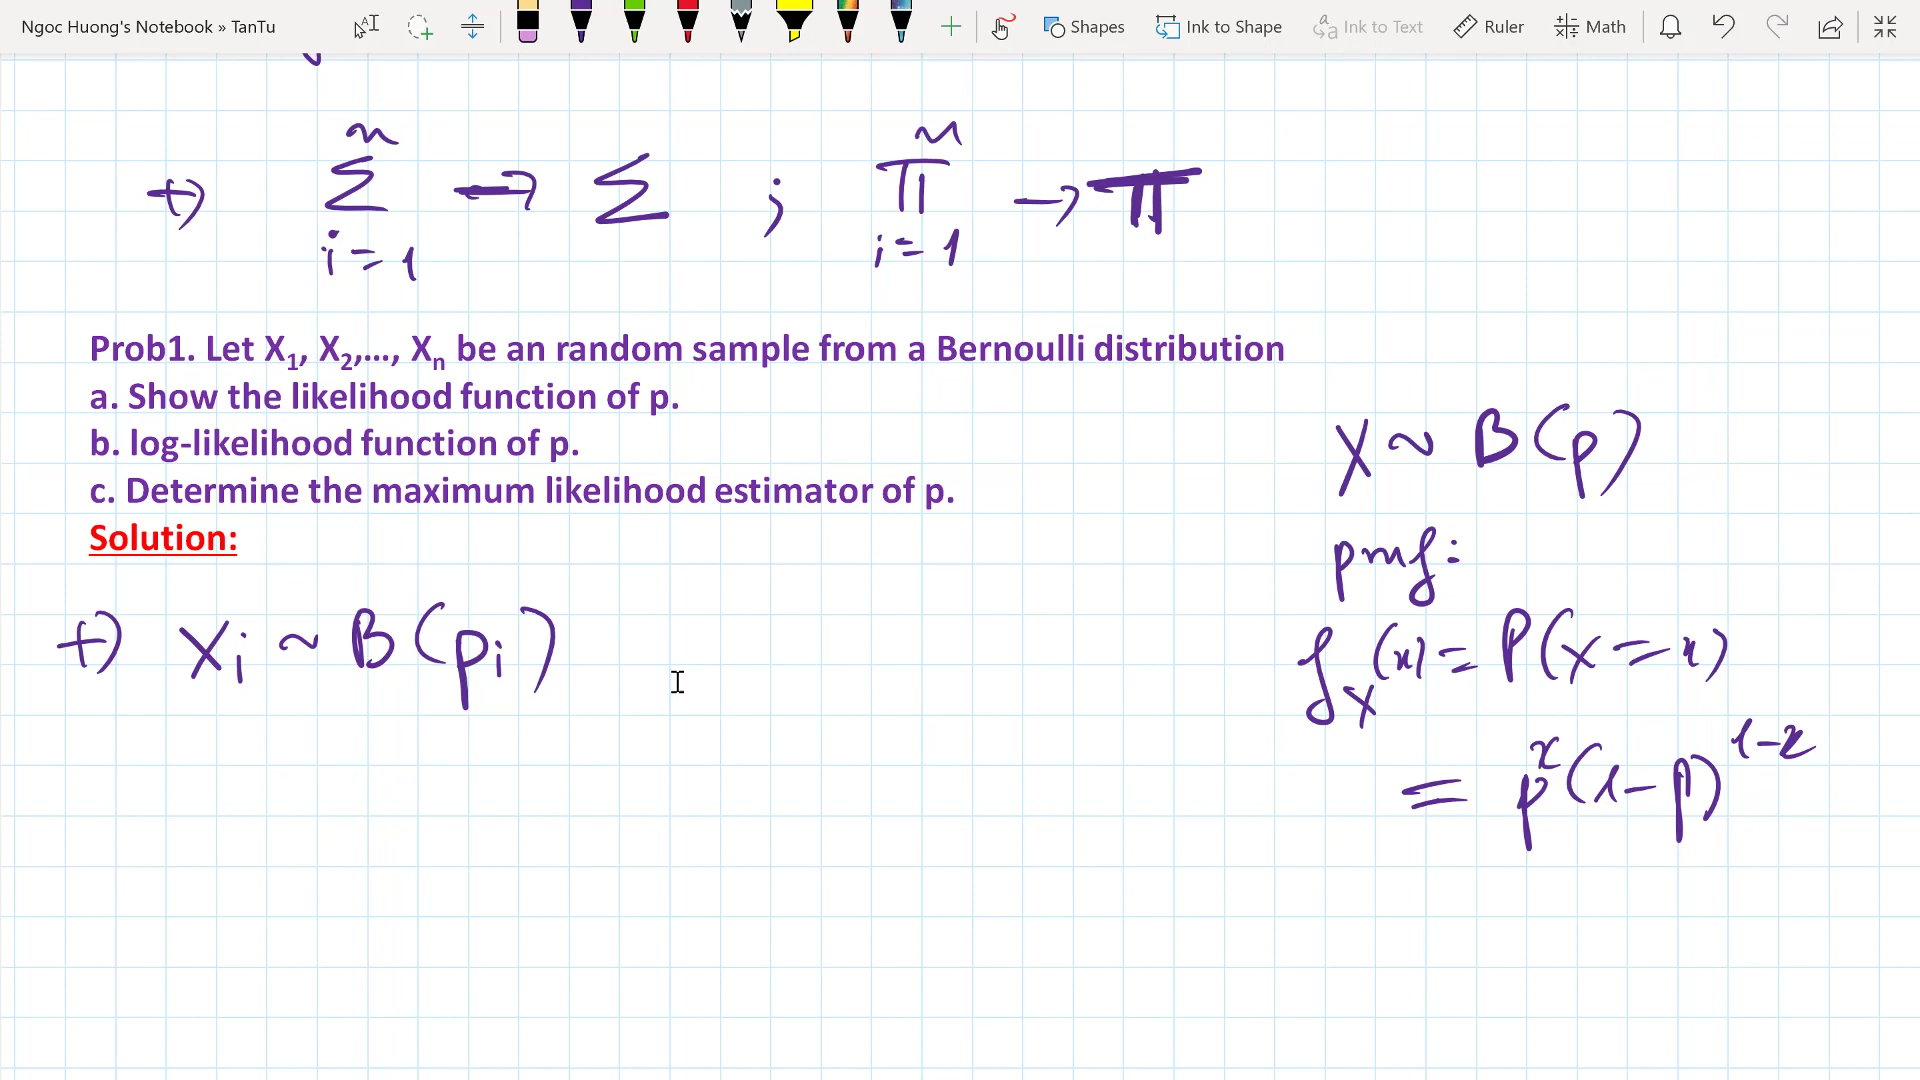 Ngoc Huong's Notebook » TanTu
Shapes Ink to Shape Ink to Text Ruler Math
+) n Σ i=1 → Σ ; n Π i=1 → Π
Prob1. Let X1, X2,..., Xn be an random sample from a Bernoulli distribution
a. Show the likelihood function of p.
b. log-likelihood function of p.
c. Determine the maximum likelihood estimator of p.
Solution:
+) Xi ~ B(pi)
X ~ B(p)
pmf:
fX(x) = P(X = x)
= p^x (1-p)^1-x